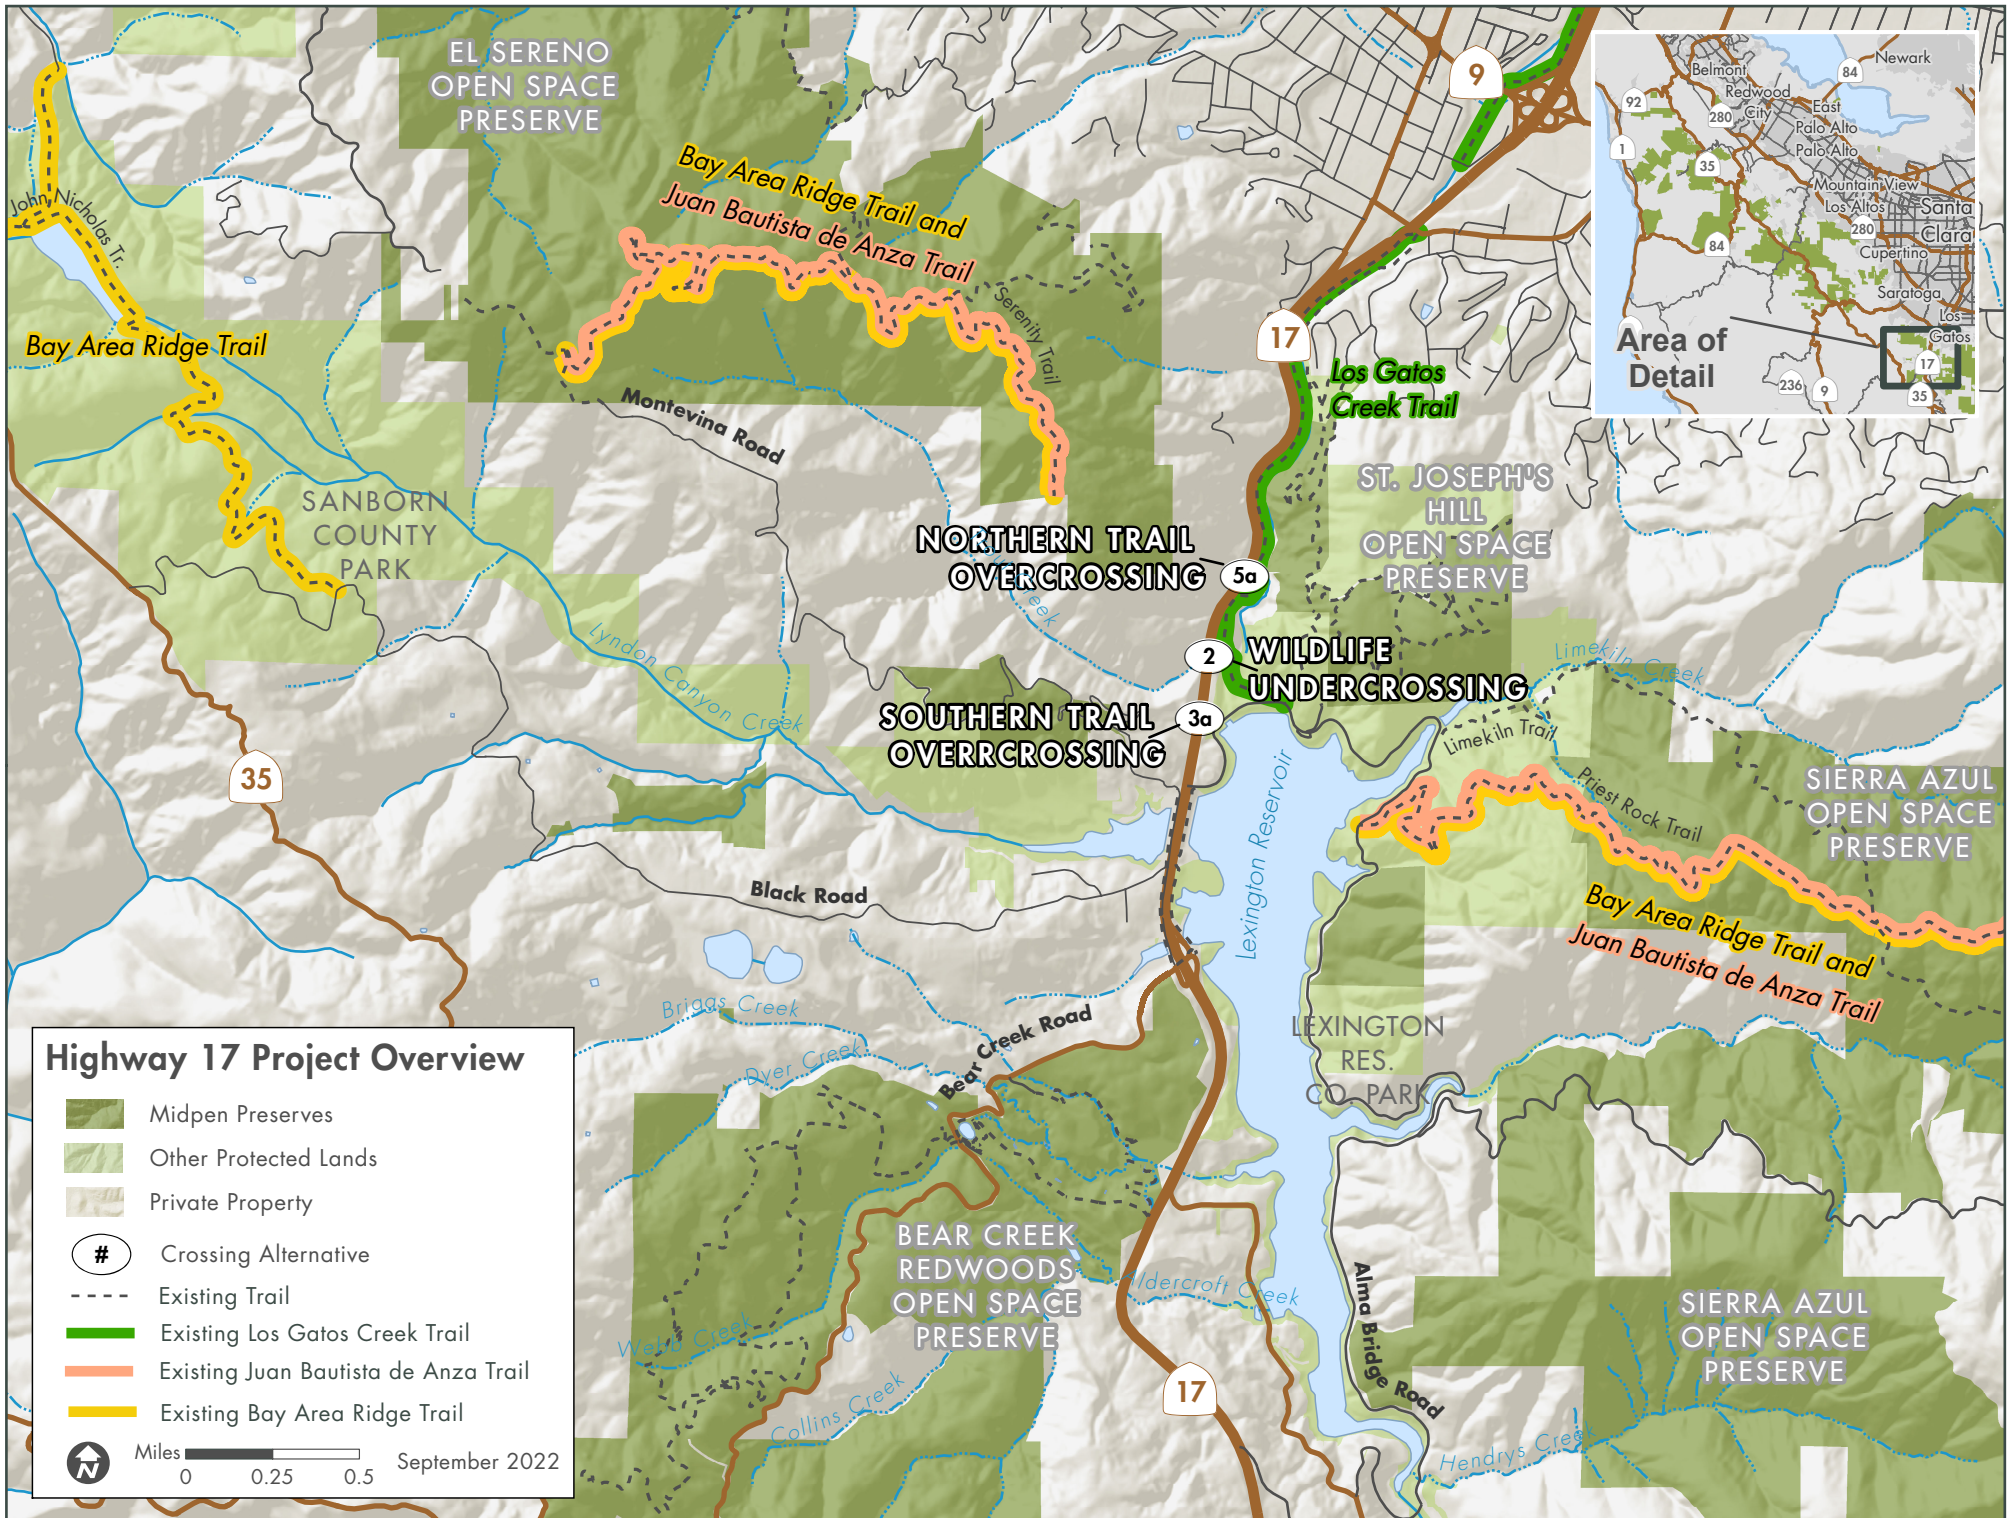 EL SERENO
OPEN SPACE
PRESERVE
9
Belmont
Redwood
City
Newark
84
92
280
East
Palo Alto
Palo Alto
1
35
Mountain View
Los Altos
Santa
Clara
280
84
Cupertino
Saratoga
Los
Gatos
Area of
Detail
17
236
9
35
John Nicholas Tr.
Bay Area Ridge Trail
Bay Area Ridge Trail and
Juan Bautista de Anza Trail
Serenity Trail
17
Los Gatos
Creek Trail
Montevina Road
SANBORN
COUNTY
PARK
ST. JOSEPH'S
HILL
OPEN SPACE
PRESERVE
NORTHERN TRAIL
OVERCROSSING
5a
Creek
2
WILDLIFE
UNDERCROSSING
Lyndon Canyon Creek
SOUTHERN TRAIL
OVERRCROSSING
3a
Limekiln Creek
Limekiln Trail
Priest Rock Trail
35
SIERRA AZUL
OPEN SPACE
PRESERVE
Lexington Reservoir
Black Road
Bay Area Ridge Trail and
Juan Bautista de Anza Trail
Briggs Creek
Dyer Creek
Bear Creek Road
LEXINGTON
RES.
CO. PARK
BEAR CREEK
REDWOODS
OPEN SPACE
PRESERVE
Aldercroft Creek
Webb Creek
Collins Creek
17
Alma Bridge Road
SIERRA AZUL
OPEN SPACE
PRESERVE
Hendrys Creek
Highway 17 Project Overview
Midpen Preserves
Other Protected Lands
Private Property
# Crossing Alternative
Existing Trail
Existing Los Gatos Creek Trail
Existing Juan Bautista de Anza Trail
Existing Bay Area Ridge Trail
N
Miles
0 0.25 0.5
September 2022